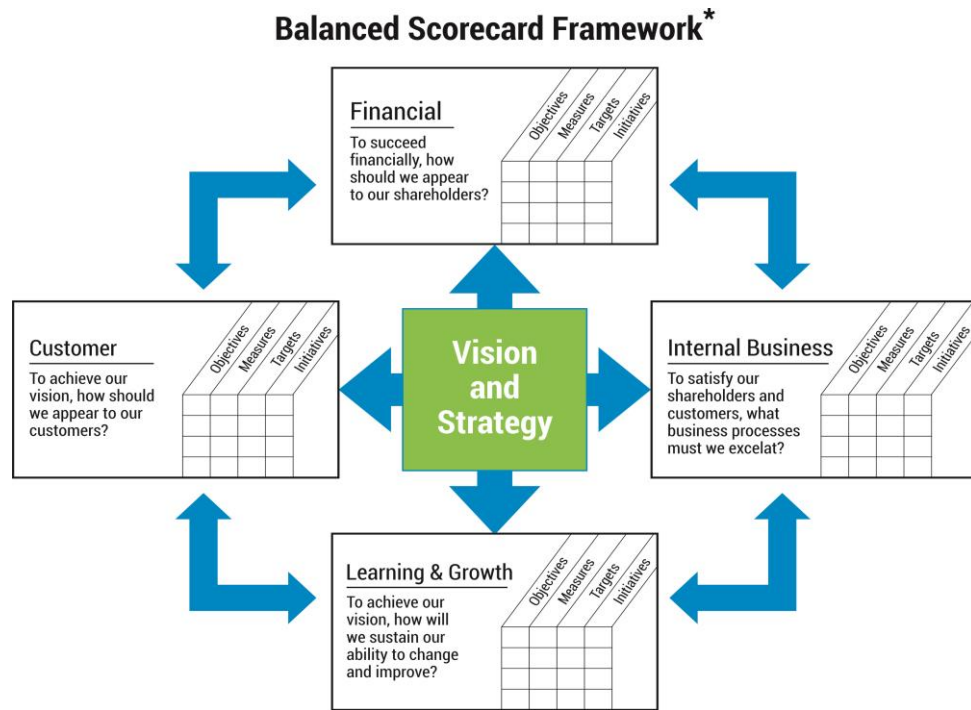 Balanced Scorecard Framework*
Financial
To succeed
financially, how
should we appear
to our shareholders?
Objectives
Measures
Targets
Initiatives
Customer
To achieve our
vision, how should
we appear to our
customers?
Objectives
Measures
Targets
Initiatives
Vision
and
Strategy
Internal Business
To satisfy our
shareholders and
customers, what
business processes
must we excelat?
Objectives
Measures
Targets
Initiatives
Learning & Growth
To achieve our
vision, how will
we sustain our
ability to change
and improve?
Objectives
Measures
Targets
Initiatives